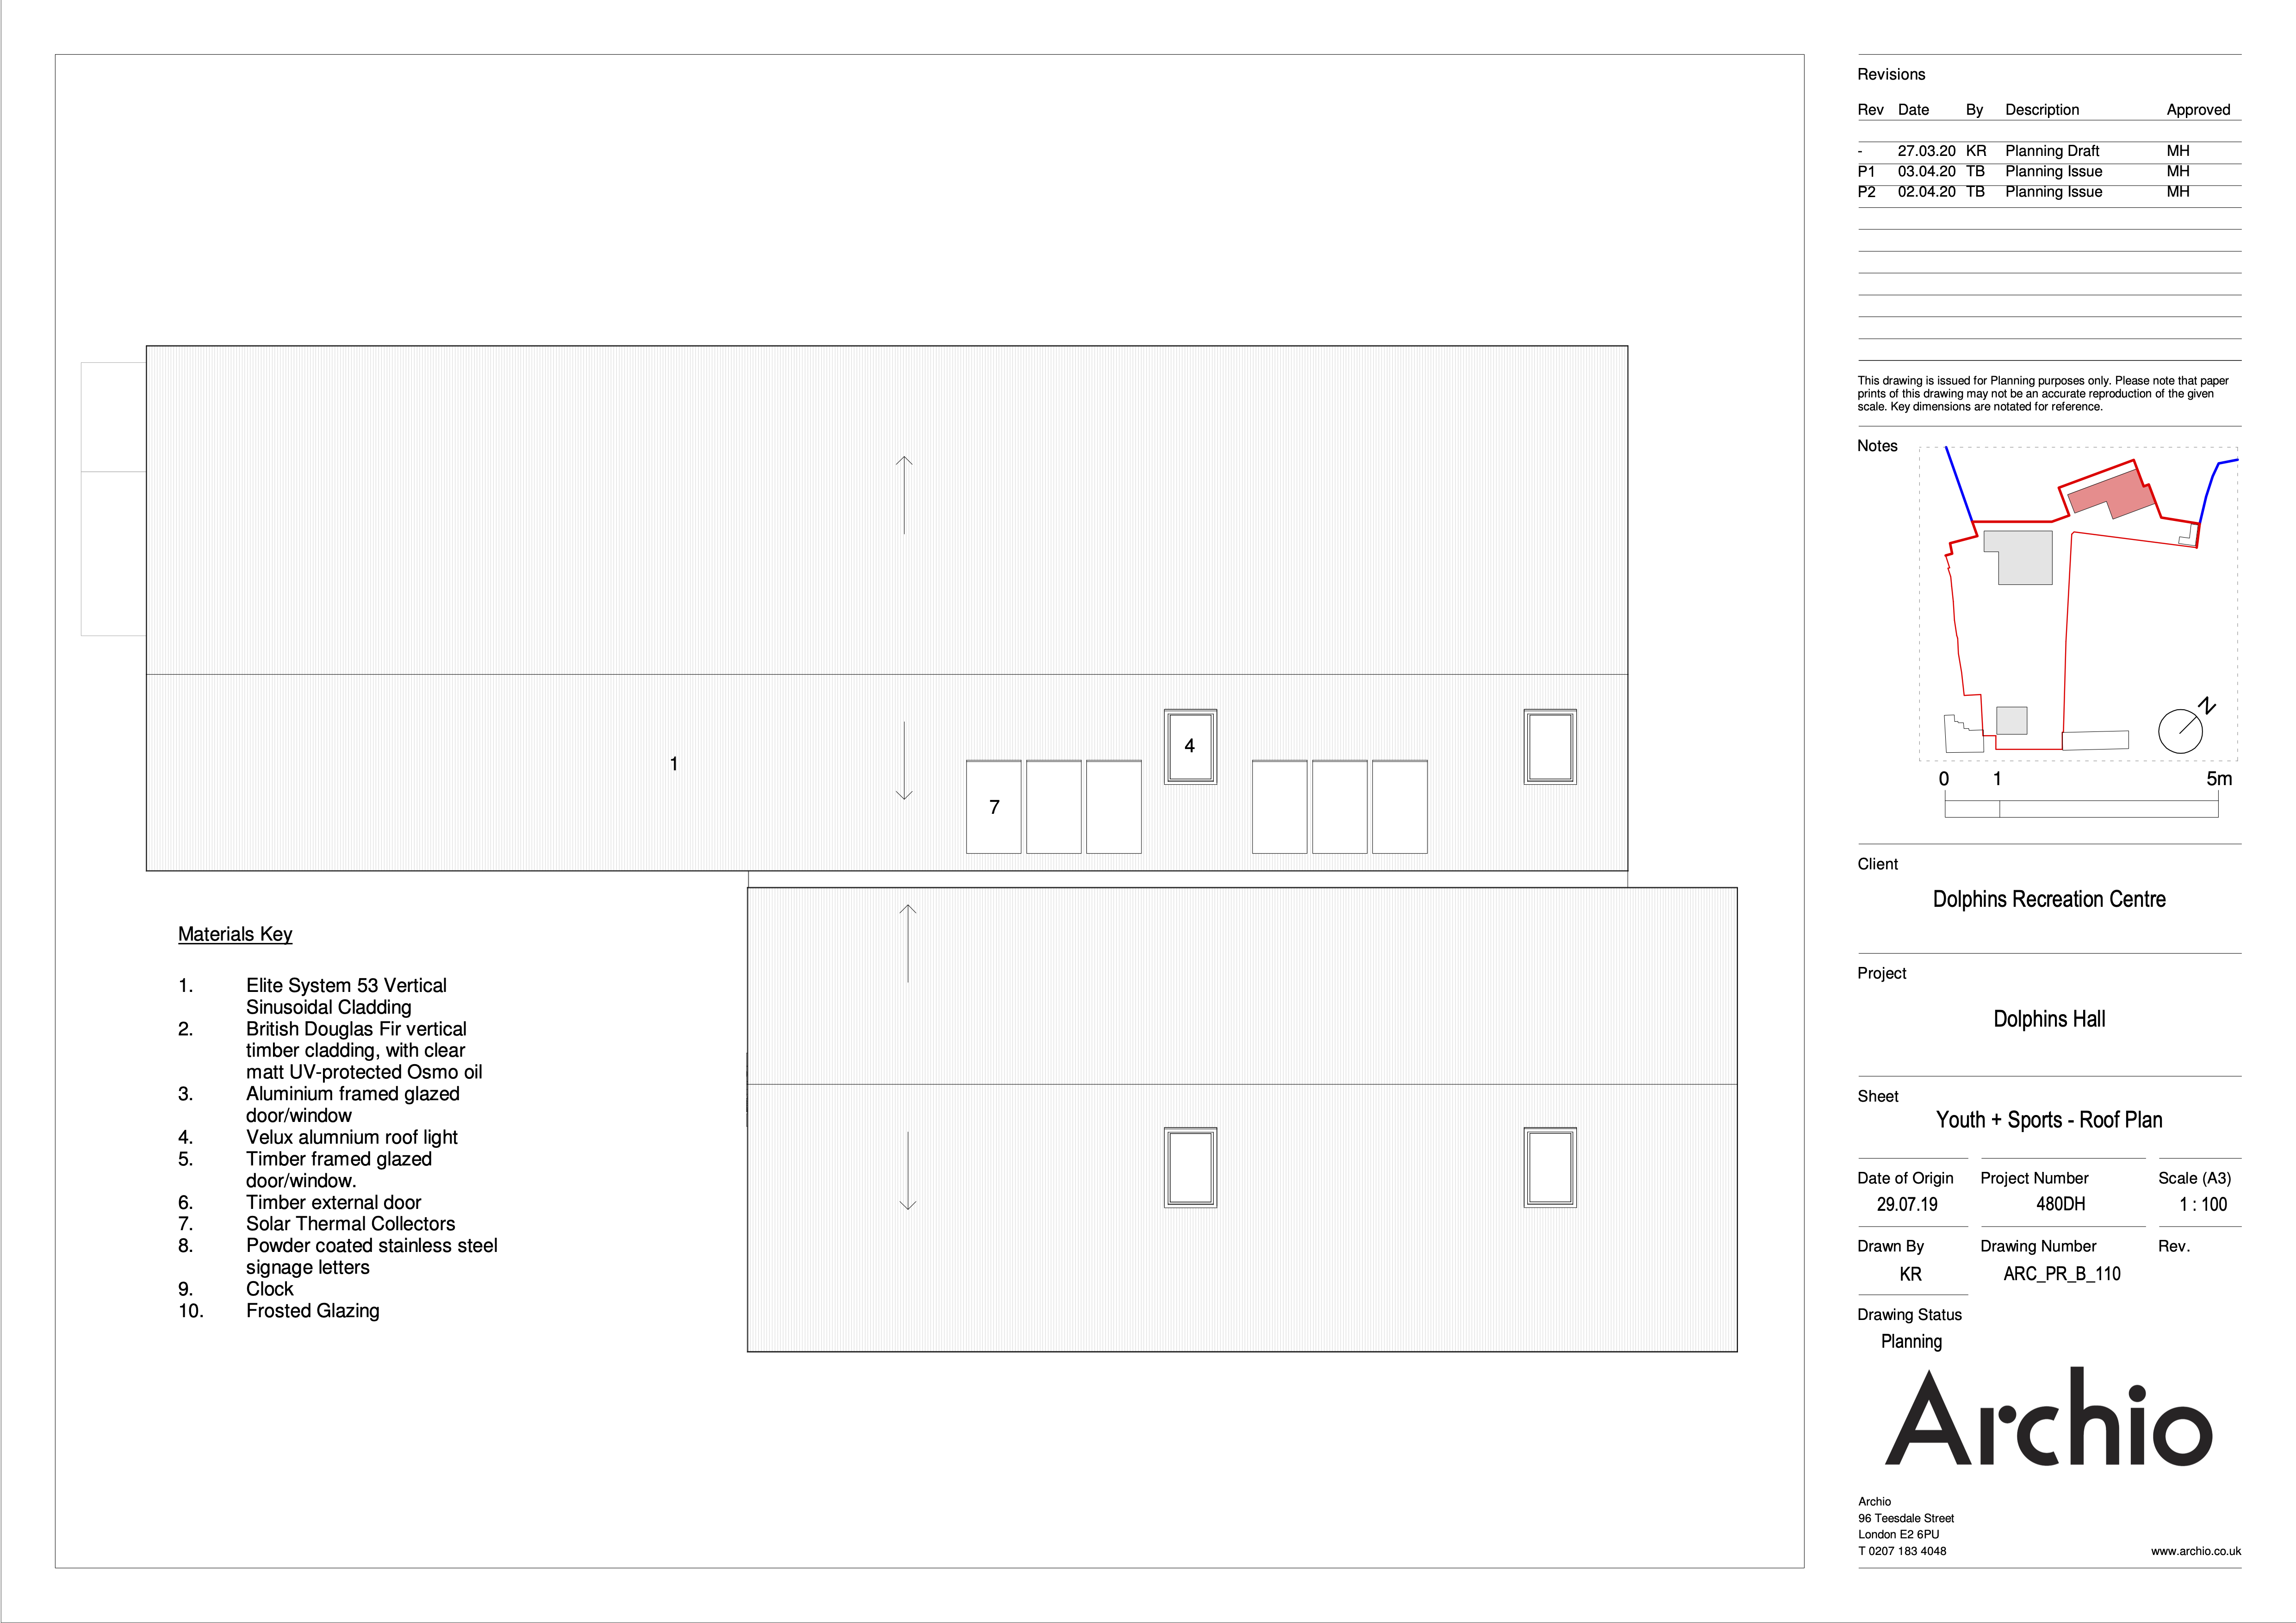 Revisions
Rev Date By Description Approved
- 27.03.20 KR Planning Draft MH
P1 03.04.20 TB Planning Issue MH
P2 02.04.20 TB Planning Issue MH
This drawing is issued for Planning purposes only. Please note that paper
prints of this drawing may not be an accurate reproduction of the given
scale. Key dimensions are notated for reference.
Notes
N
0 1 5m
4
1
7
Materials Key
1. Elite System 53 Vertical
Sinusoidal Cladding
2. British Douglas Fir vertical
timber cladding, with clear
matt UV-protected Osmo oil
3. Aluminium framed glazed
door/window
4. Velux alumnium roof light
5. Timber framed glazed
door/window.
6. Timber external door
7. Solar Thermal Collectors
8. Powder coated stainless steel
signage letters
9. Clock
10. Frosted Glazing
Client
Dolphins Recreation Centre
Project
Dolphins Hall
Sheet
Youth + Sports - Roof Plan
Date of Origin Project Number Scale (A3)
29.07.19 480DH 1 : 100
Drawn By Drawing Number Rev.
KR ARC_PR_B_110
Drawing Status
Planning
Archio
Archio
96 Teesdale Street
London E2 6PU
T 0207 183 4048 www.archio.co.uk